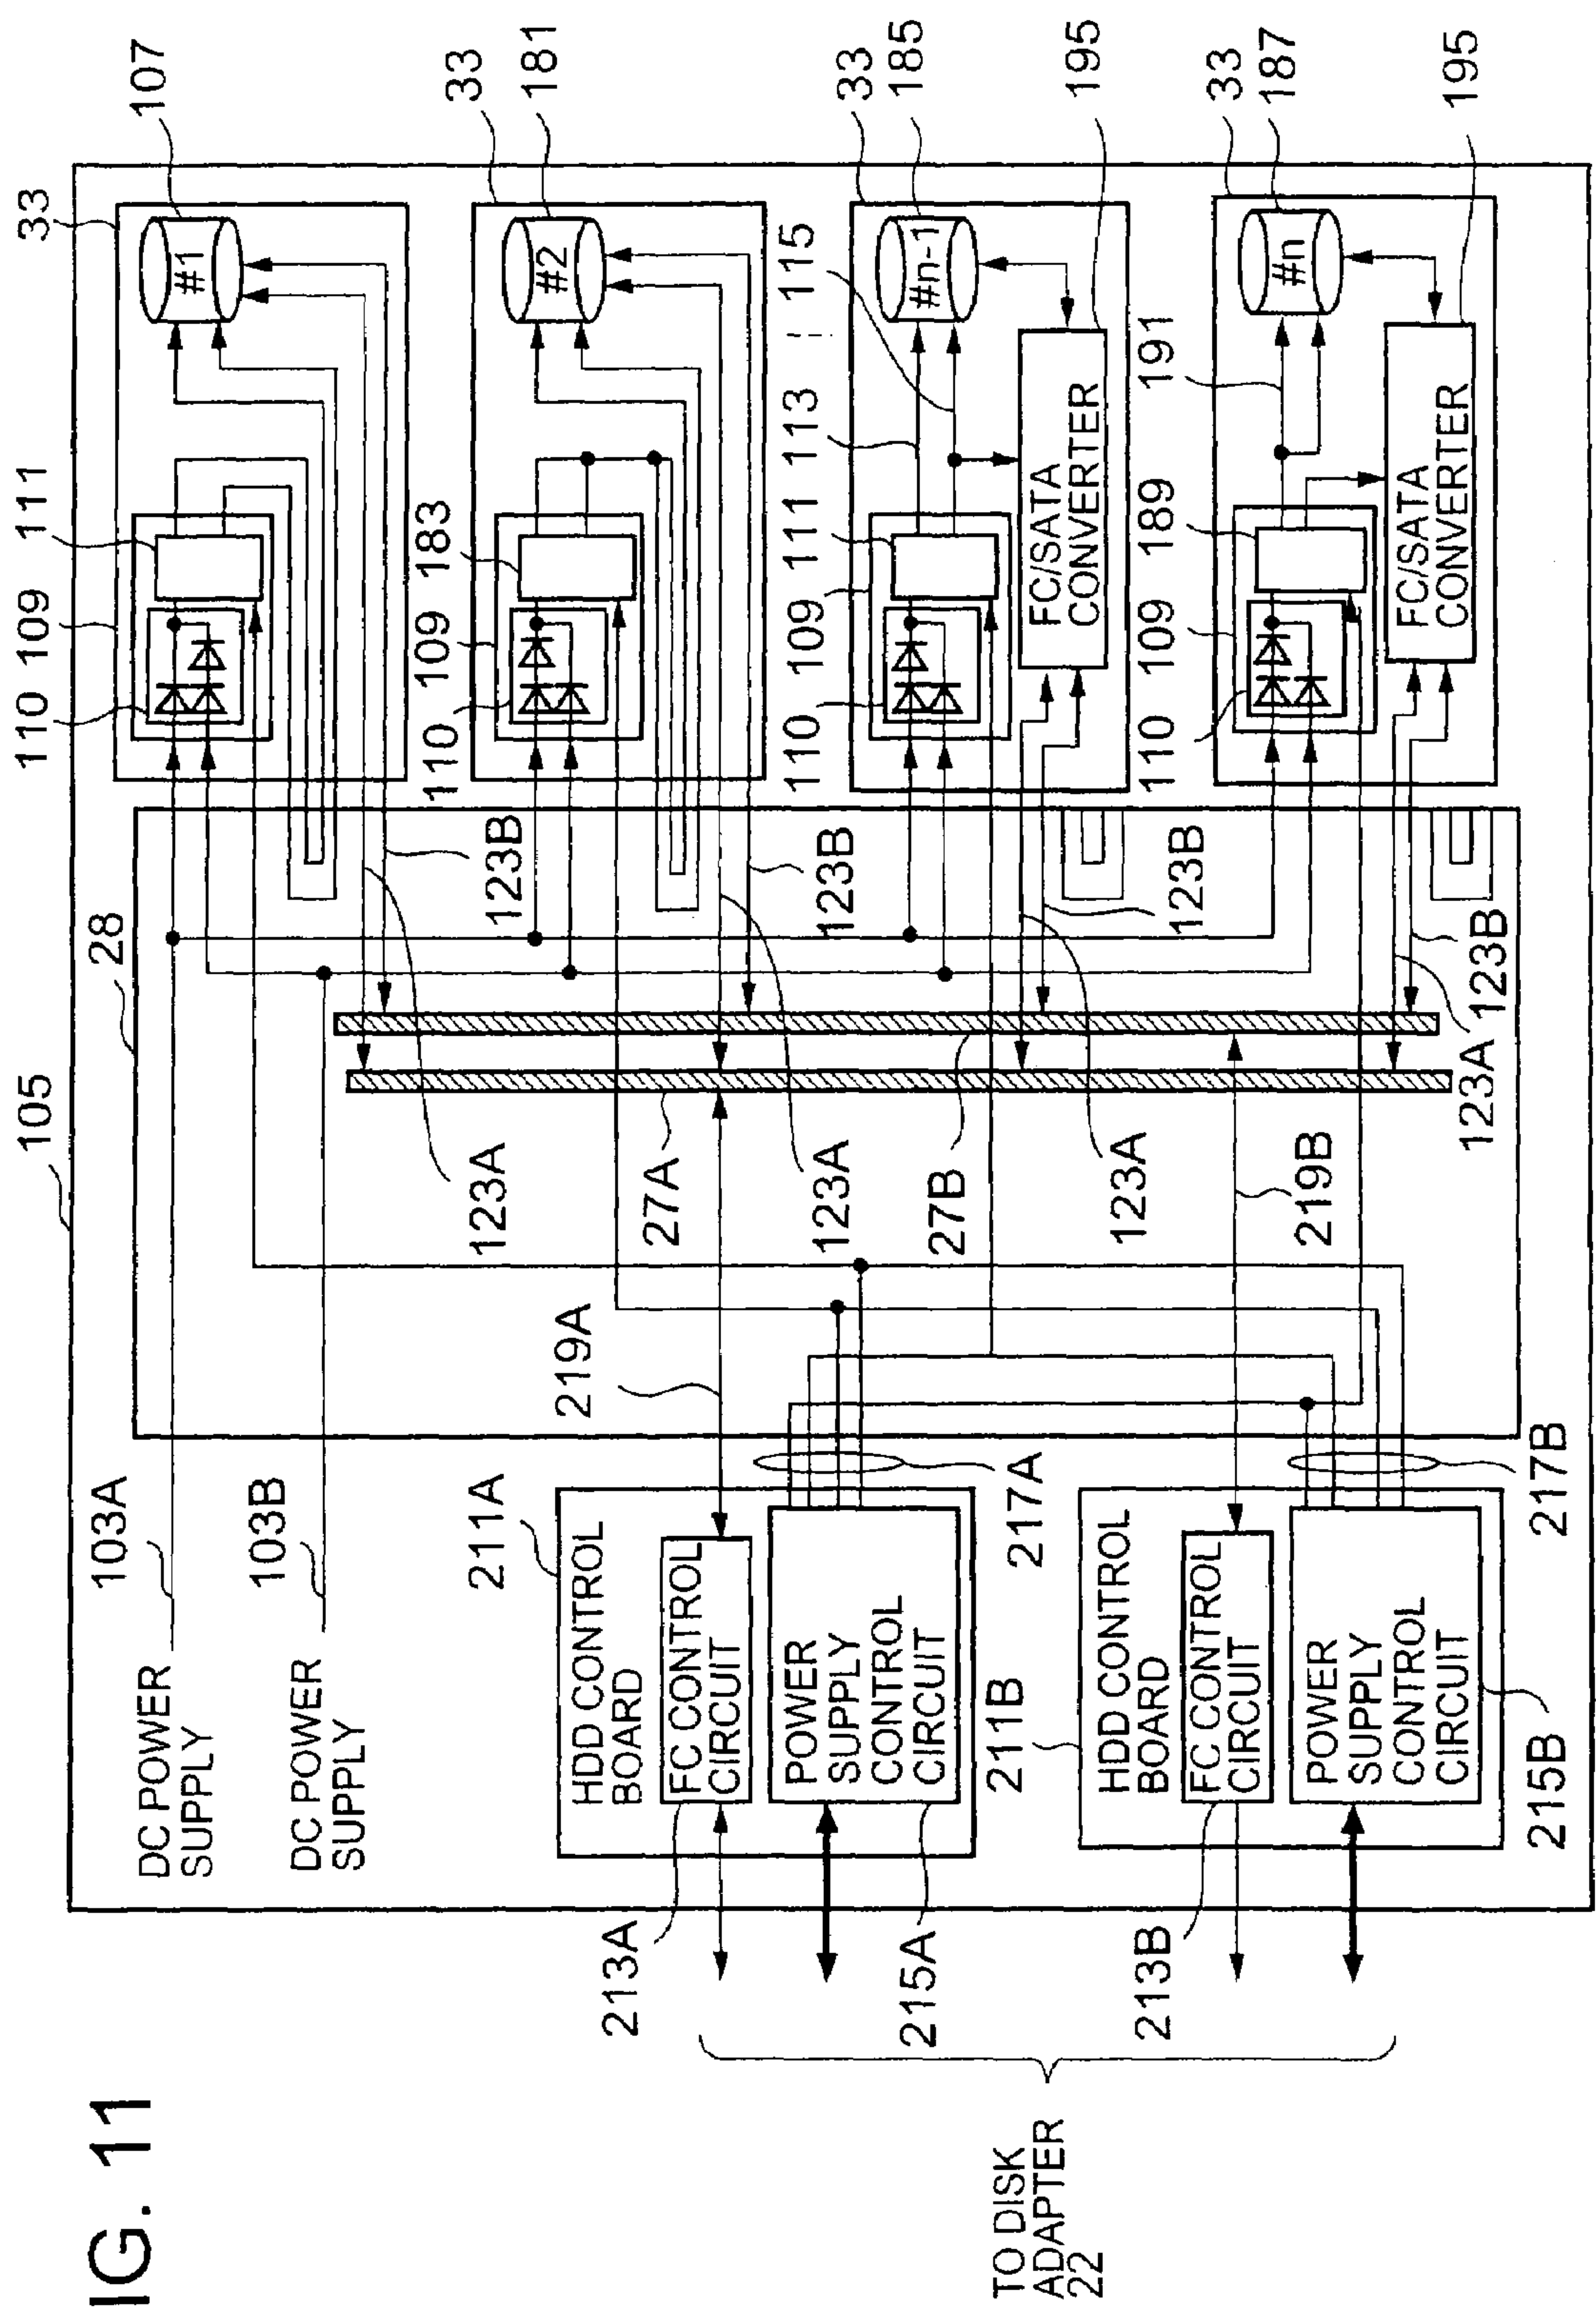 IG. 11
105
28
103A
DC POWER
SUPPLY
103B
DC POWER
SUPPLY
110
109
111
33
107
#1
123B
123A
110
109
183
33
181
#2
123B
123A
27A
219A
110
109
111
113
115
33
185
#n-1
195
FC/SATA
CONVERTER
123B
123A
27B
110
109
189
191
33
187
#n
195
FC/SATA
CONVERTER
123B
123A
219B
211A
HDD CONTROL
BOARD
FC CONTROL
CIRCUIT
POWER
SUPPLY
CONTROL
CIRCUIT
217A
213A
215A
211B
HDD CONTROL
BOARD
FC CONTROL
CIRCUIT
POWER
SUPPLY
CONTROL
CIRCUIT
217B
213B
215B
TO DISK
ADAPTER
22